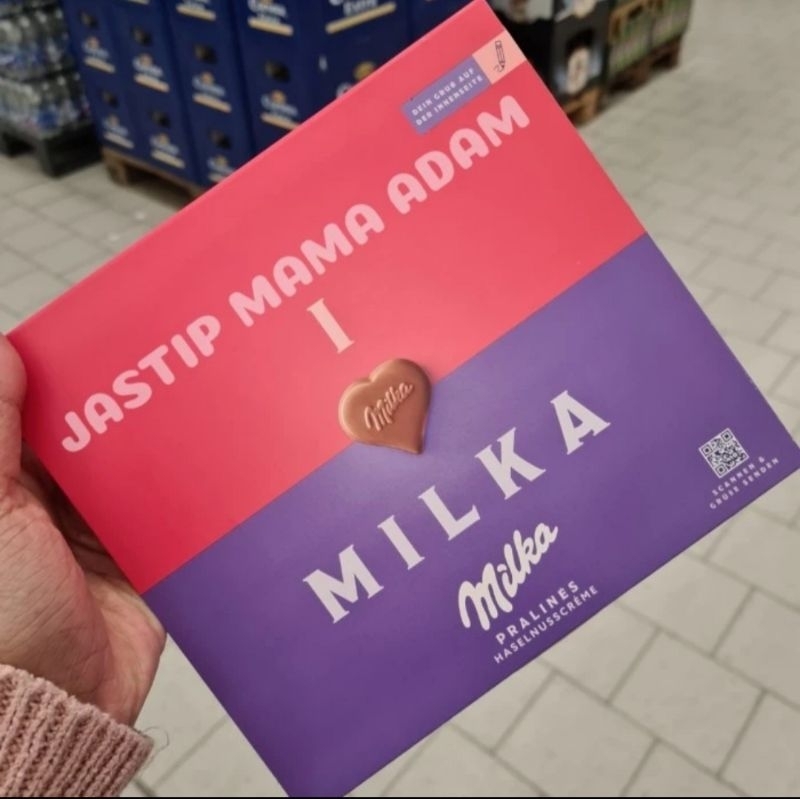 DEIN GRUß AUF
DER INNENSEITE
JASTIP MAMA ADAM
I
Milka
MILKA
Milka
PRALINES
HASELNUSSCRÈME
SCANNEN &
GRÜSSE SENDEN